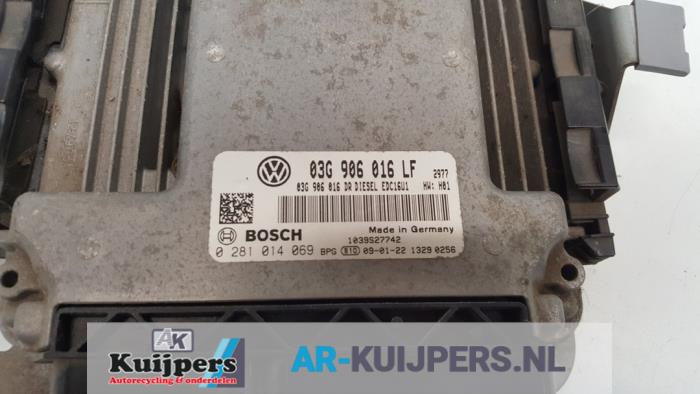 03G 906 016 LF 2977
03G 906 016 DR DIESEL EDC16U1 HW: H01
BOSCH
Made in Germany
1039S27742
0 281 014 069 BPG 810 09-01-22 1329 0256
AK
Kuijpers
Autorecycling & onderdelen
AR-KUIJPERS.NL